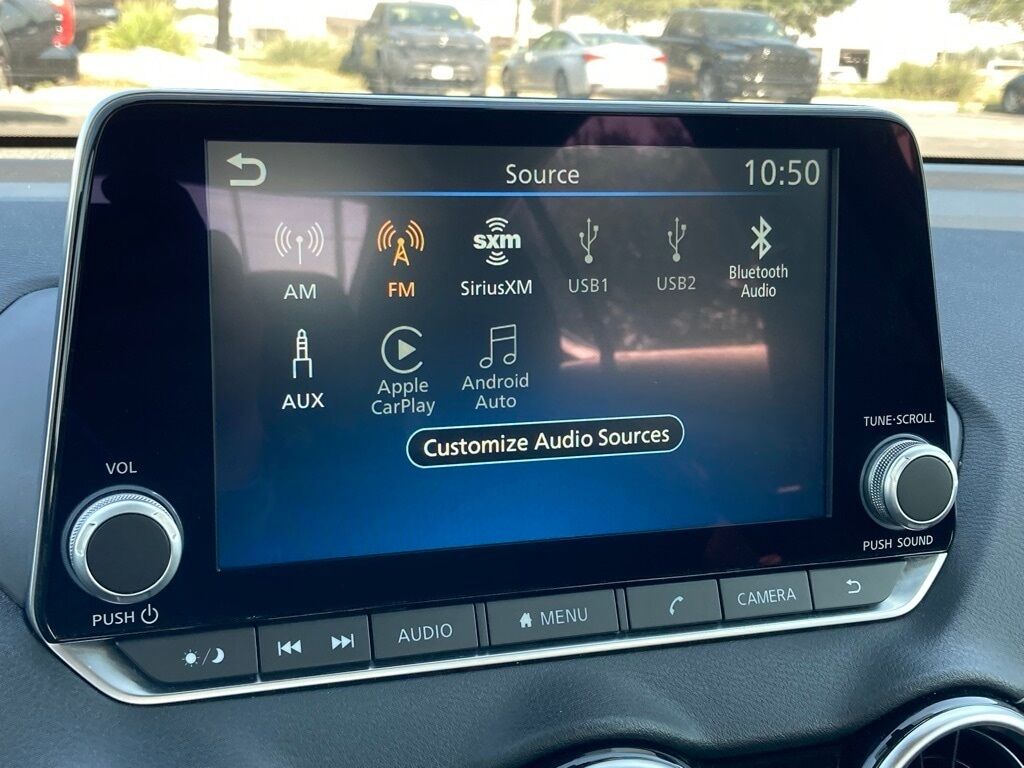 Source
10:50
AM
FM
sxm
SiriusXM
USB1
USB2
Bluetooth
Audio
AUX
Apple
CarPlay
Android
Auto
Customize Audio Sources
VOL
PUSH
TUNE·SCROLL
PUSH SOUND
AUDIO
MENU
CAMERA